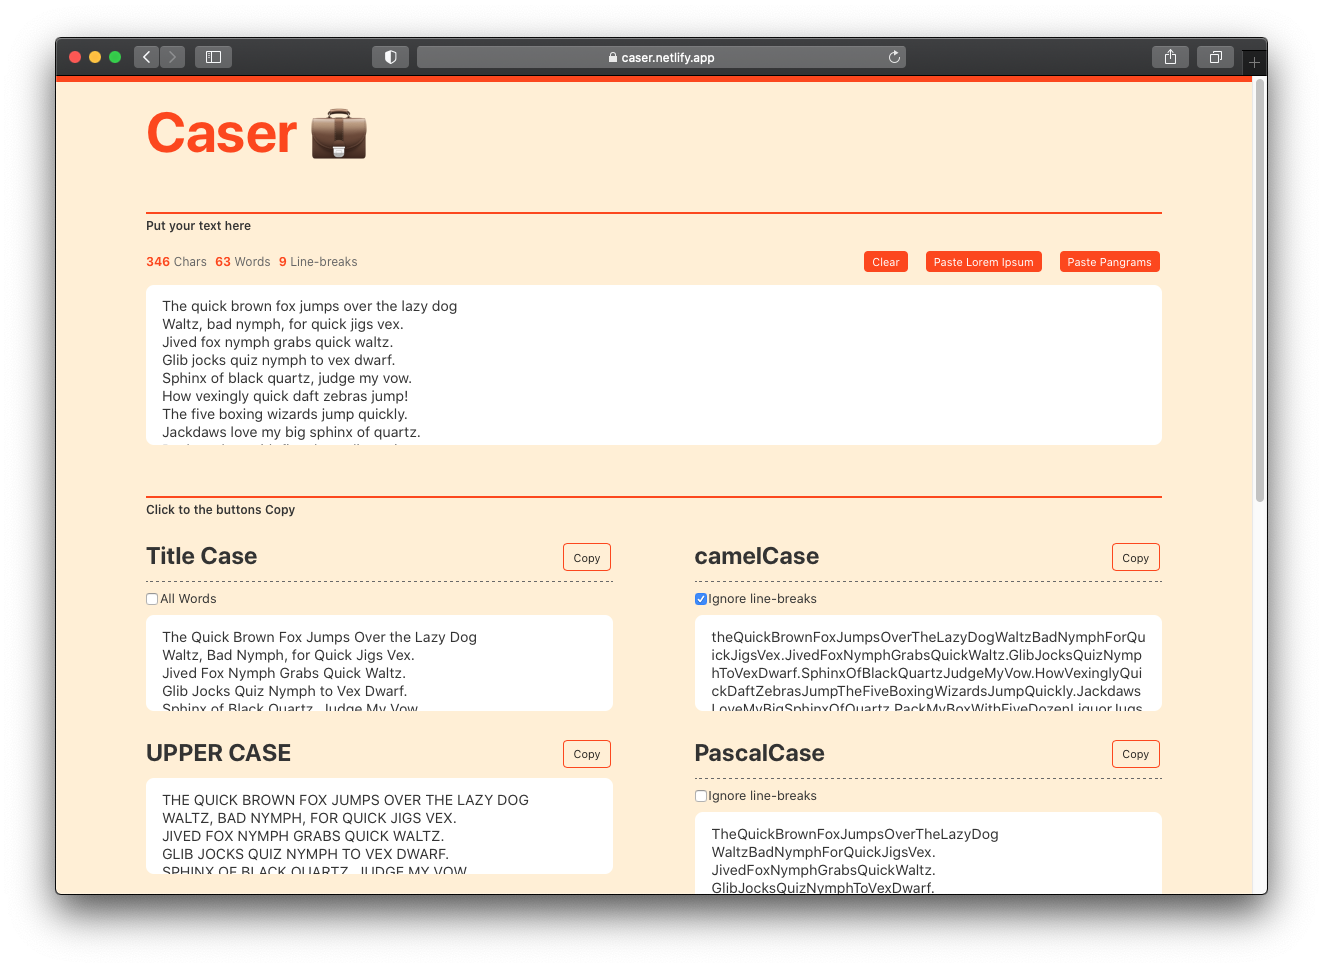 caser.netlify.app
Caser
Put your text here
346 Chars 63 Words 9 Line-breaks
Clear
Paste Lorem Ipsum
Paste Pangrams
The quick brown fox jumps over the lazy dog
Waltz, bad nymph, for quick jigs vex.
Jived fox nymph grabs quick waltz.
Glib jocks quiz nymph to vex dwarf.
Sphinx of black quartz, judge my vow.
How vexingly quick daft zebras jump!
The five boxing wizards jump quickly.
Jackdaws love my big sphinx of quartz.
Click to the buttons Copy
Title Case
Copy
All Words
The Quick Brown Fox Jumps Over the Lazy Dog
Waltz, Bad Nymph, for Quick Jigs Vex.
Jived Fox Nymph Grabs Quick Waltz.
Glib Jocks Quiz Nymph to Vex Dwarf.
Sphinx of Black Quartz, Judge My Vow.
camelCase
Copy
Ignore line-breaks
theQuickBrownFoxJumpsOverTheLazyDogWaltzBadNymphForQu
ickJigsVex.JivedFoxNymphGrabsQuickWaltz.GlibJocksQuizNymp
hToVexDwarf.SphinxOfBlackQuartzJudgeMyVow.HowVexinglyQui
ckDaftZebrasJumpTheFiveBoxingWizardsJumpQuickly.Jackdaws
LoveMyBigSphinxOfQuartz.PackMyBoxWithFiveDozenLiquorJugs
UPPER CASE
Copy
THE QUICK BROWN FOX JUMPS OVER THE LAZY DOG
WALTZ, BAD NYMPH, FOR QUICK JIGS VEX.
JIVED FOX NYMPH GRABS QUICK WALTZ.
GLIB JOCKS QUIZ NYMPH TO VEX DWARF.
SPHINX OF BLACK QUARTZ, JUDGE MY VOW.
PascalCase
Copy
Ignore line-breaks
TheQuickBrownFoxJumpsOverTheLazyDog
WaltzBadNymphForQuickJigsVex.
JivedFoxNymphGrabsQuickWaltz.
GlibJocksQuizNymphToVexDwarf.